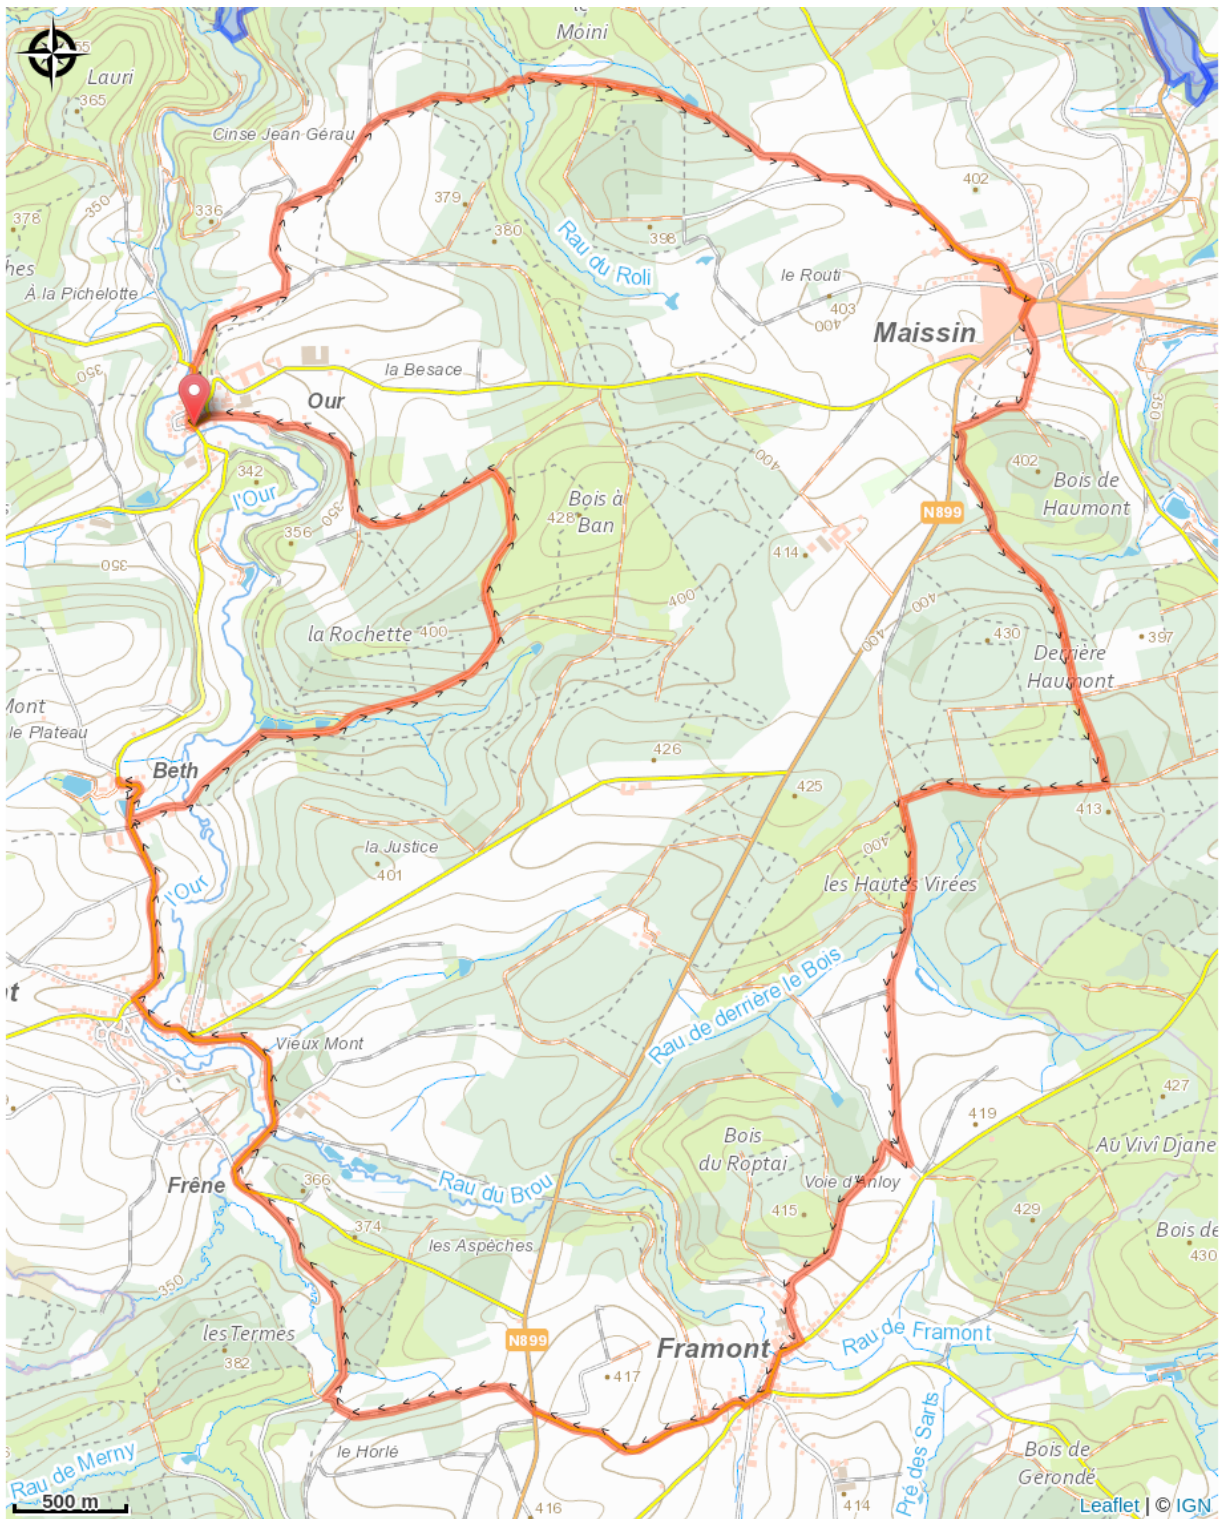 le
Moini
Lauri
365
Cinse Jean Gérau
350
336
378
379
380
402
398
Rau du Roli
hes
À la Pichelotte
le Routi
403
400
Maissin
350
la Besace
Our
350
400
402
Bois de
Haumont
342
l'Our
350
356
Bois à
428
Ban
N899
414
350
400
400
400
la Rochette
400
430
397
Derrière
Haumont
Mont
le Plateau
426
Beth
425
413
la Justice
401
400
les Hautes Virées
l'Our
Rau de derrière le Bois
Vieux Mont
427
419
Bois
du Roptai
Au Vivî Djane
Voie d'Anloy
Frêne
366
Rau du Brou
415
429
374
les Aspêches
Bois de
430
350
les Termes
382
N899
Framont
Rau de Framont
417
Pré des Sarts
le Horlé
Bois de
Gerondé
Rau de Merny
500 m
416
414
Leaflet | © IGN